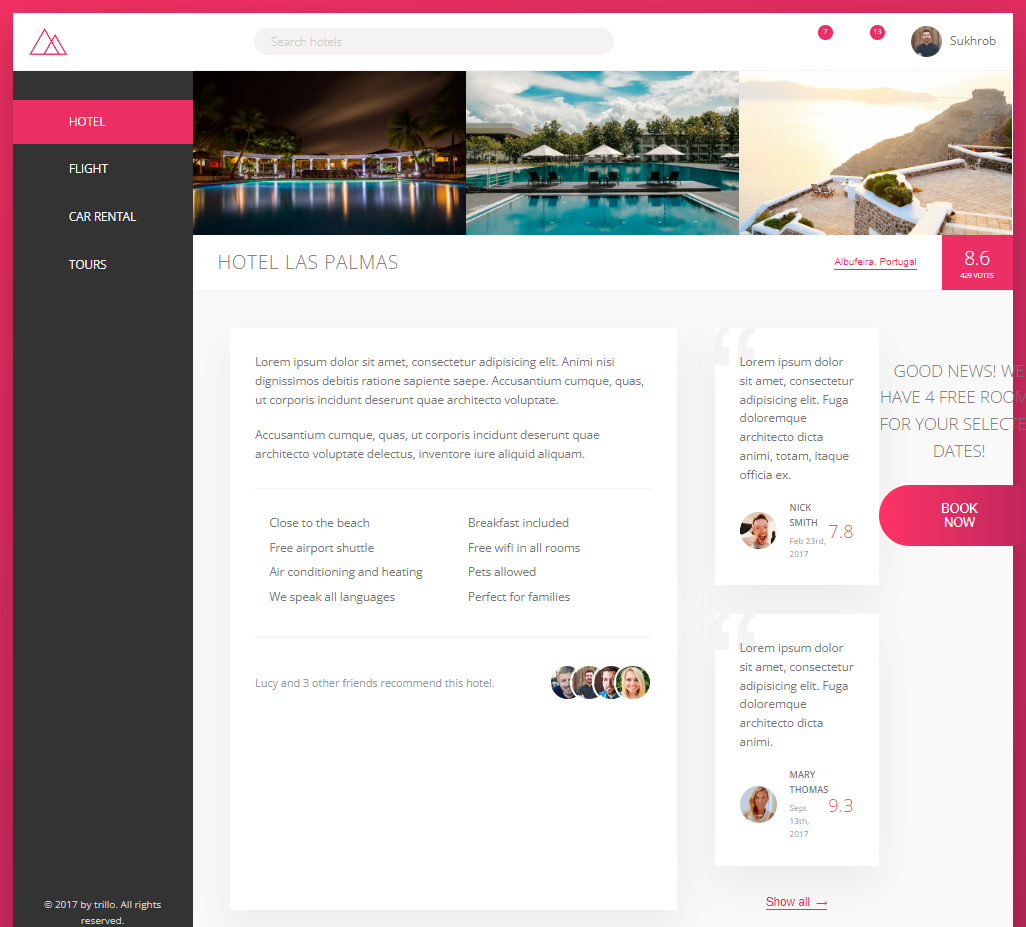 Search hotels
7
13
Sukhrob
HOTEL
FLIGHT
CAR RENTAL
TOURS
© 2017 by trillo. All rights
reserved.
HOTEL LAS PALMAS
Albufeira, Portugal
8.6
429 VOTES
Lorem ipsum dolor sit amet, consectetur adipisicing elit. Animi nisi
dignissimos debitis ratione sapiente saepe. Accusantium cumque, quas,
ut corporis incidunt deserunt quae architecto voluptate.
Accusantium cumque, quas, ut corporis incidunt deserunt quae
architecto voluptate delectus, inventore iure aliquid aliquam.
Close to the beach
Breakfast included
Free airport shuttle
Free wifi in all rooms
Air conditioning and heating
Pets allowed
We speak all languages
Perfect for families
Lucy and 3 other friends recommend this hotel.
“
Lorem ipsum dolor
sit amet, consectetur
adipisicing elit. Fuga
doloremque
architecto dicta
animi, totam, itaque
officia ex.
NICK
SMITH
Feb 23rd,
2017
7.8
“
Lorem ipsum dolor
sit amet, consectetur
adipisicing elit. Fuga
doloremque
architecto dicta
animi.
MARY
THOMAS
Sept
13th,
2017
9.3
Show all →
GOOD NEWS! WE
HAVE 4 FREE ROOM
FOR YOUR SELECTE
DATES!
BOOK
NOW